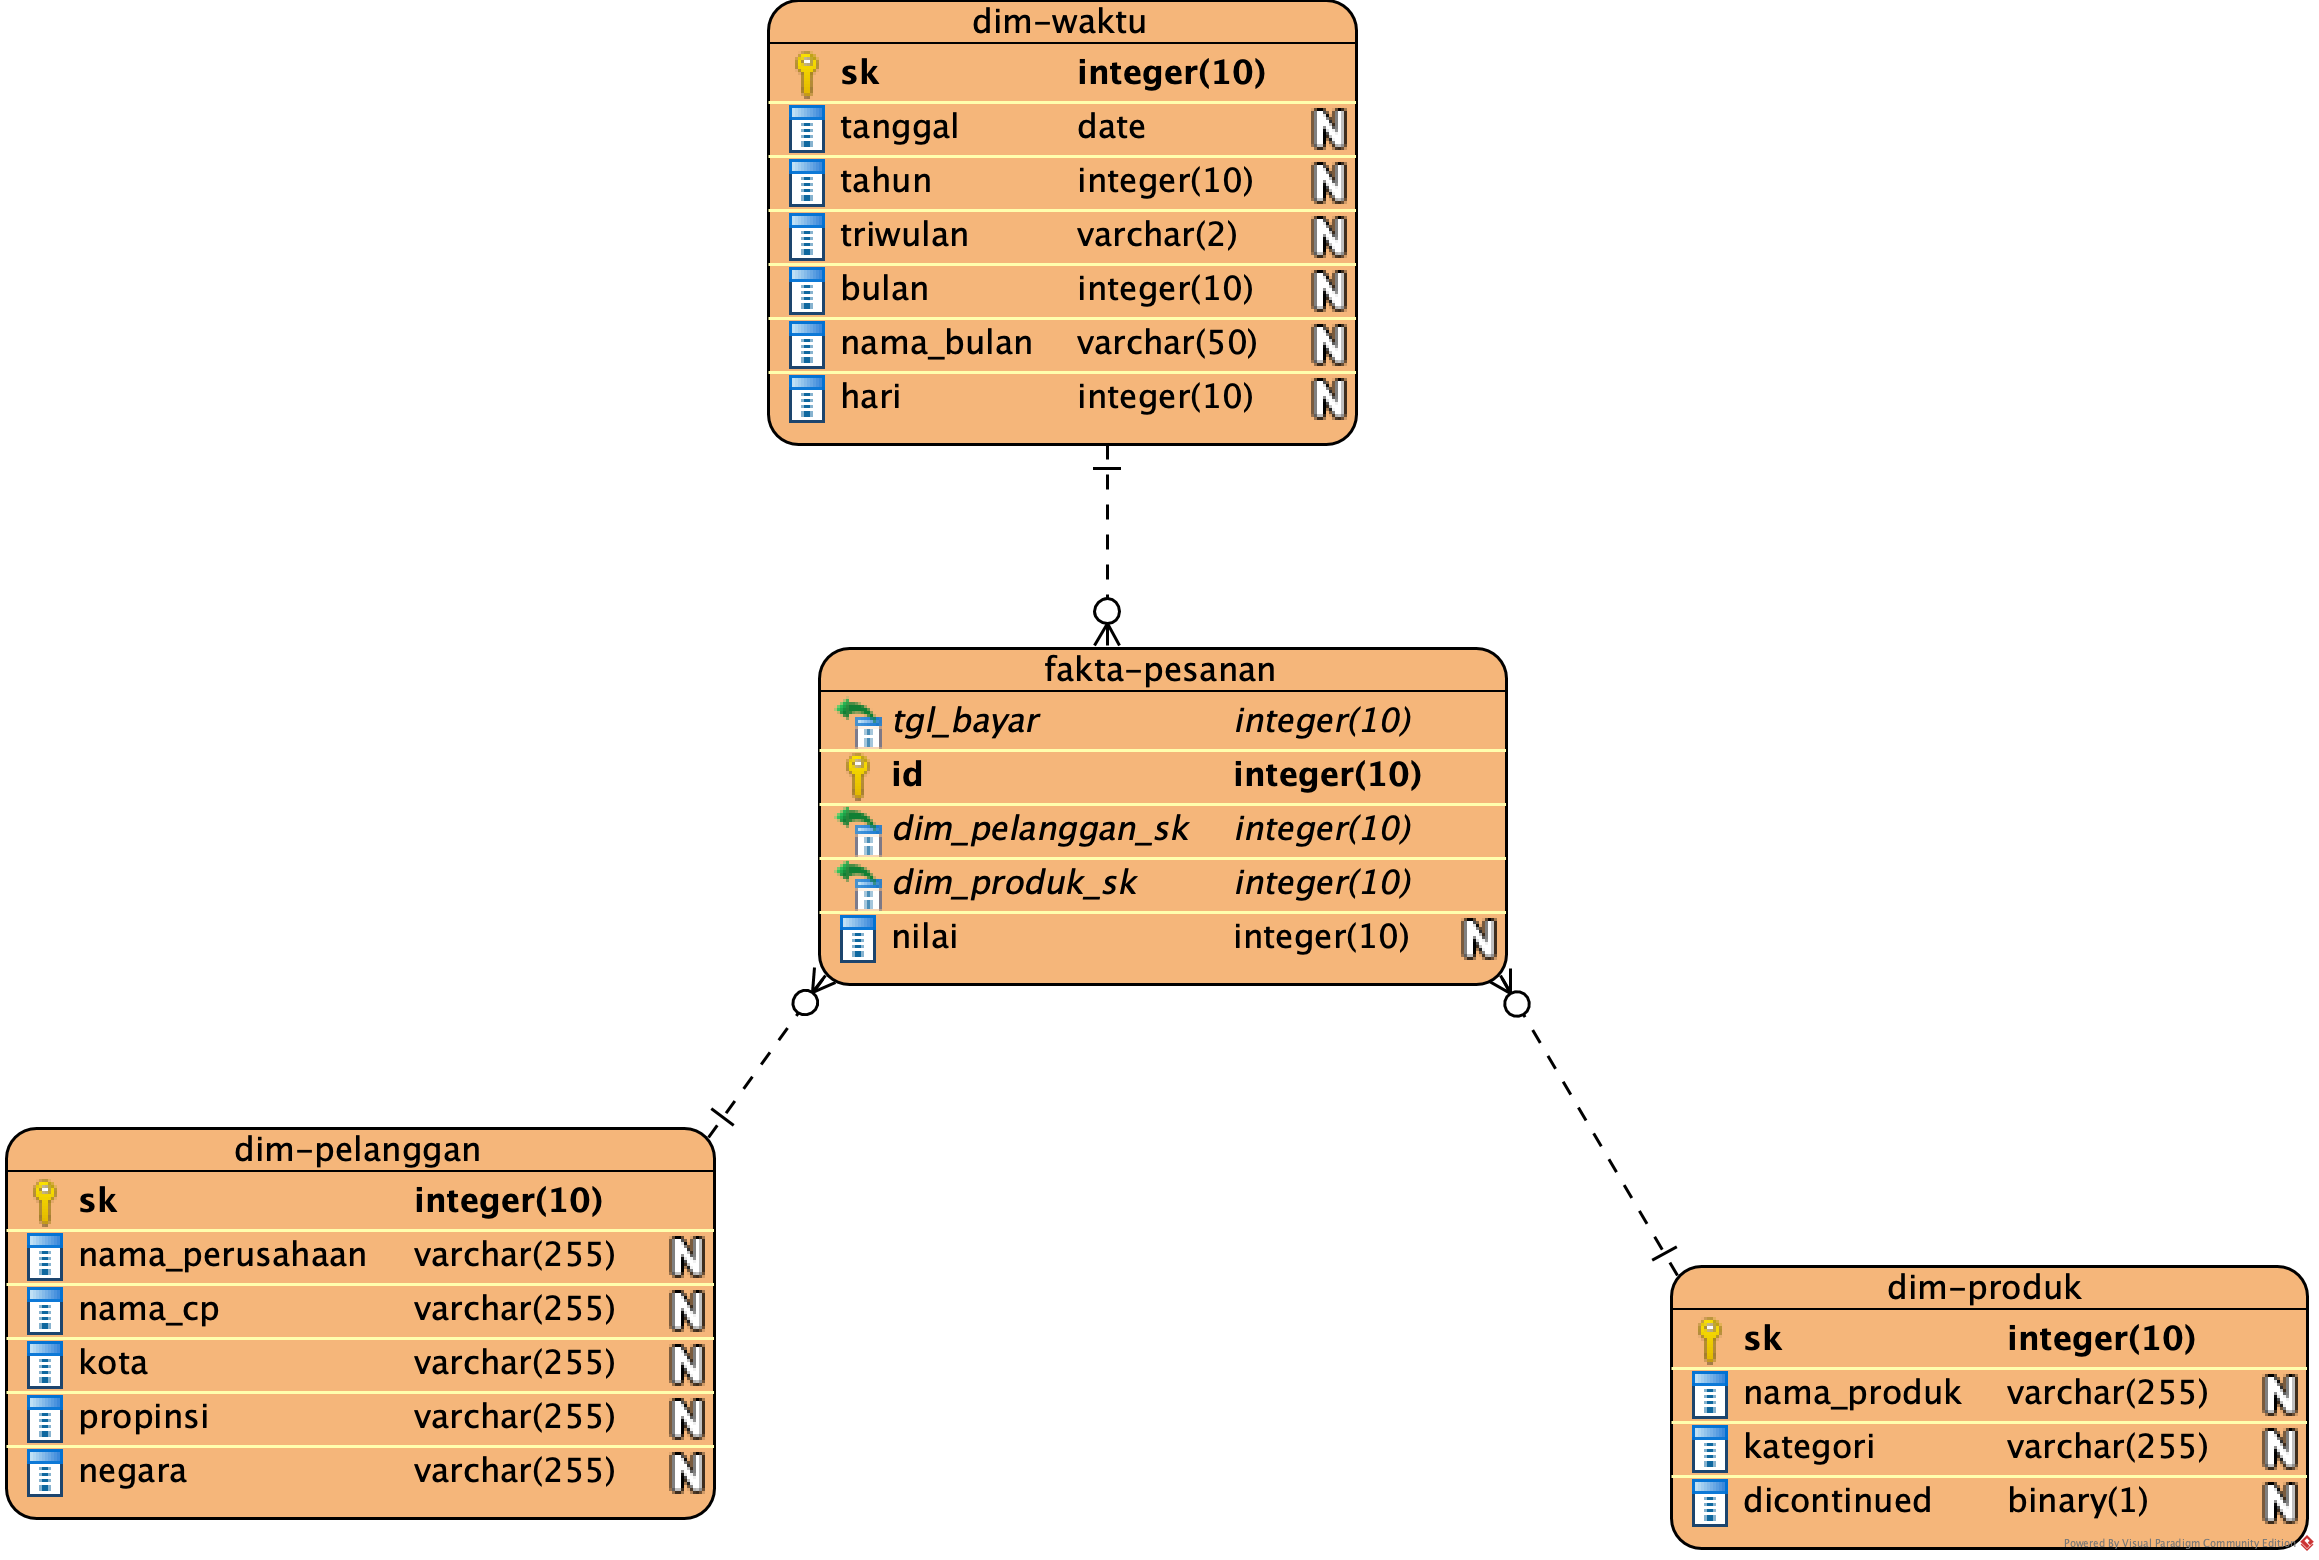 dim-waktu
sk integer(10)
tanggal date N
tahun integer(10) N
triwulan varchar(2) N
bulan integer(10) N
nama_bulan varchar(50) N
hari integer(10) N
fakta-pesanan
tgl_bayar integer(10)
id integer(10)
dim_pelanggan_sk integer(10)
dim_produk_sk integer(10)
nilai integer(10) N
dim-pelanggan
sk integer(10)
nama_perusahaan varchar(255) N
nama_cp varchar(255) N
kota varchar(255) N
propinsi varchar(255) N
negara varchar(255) N
dim-produk
sk integer(10)
nama_produk varchar(255) N
kategori varchar(255) N
dicontinued binary(1) N
Powered By Visual Paradigm Community Edition